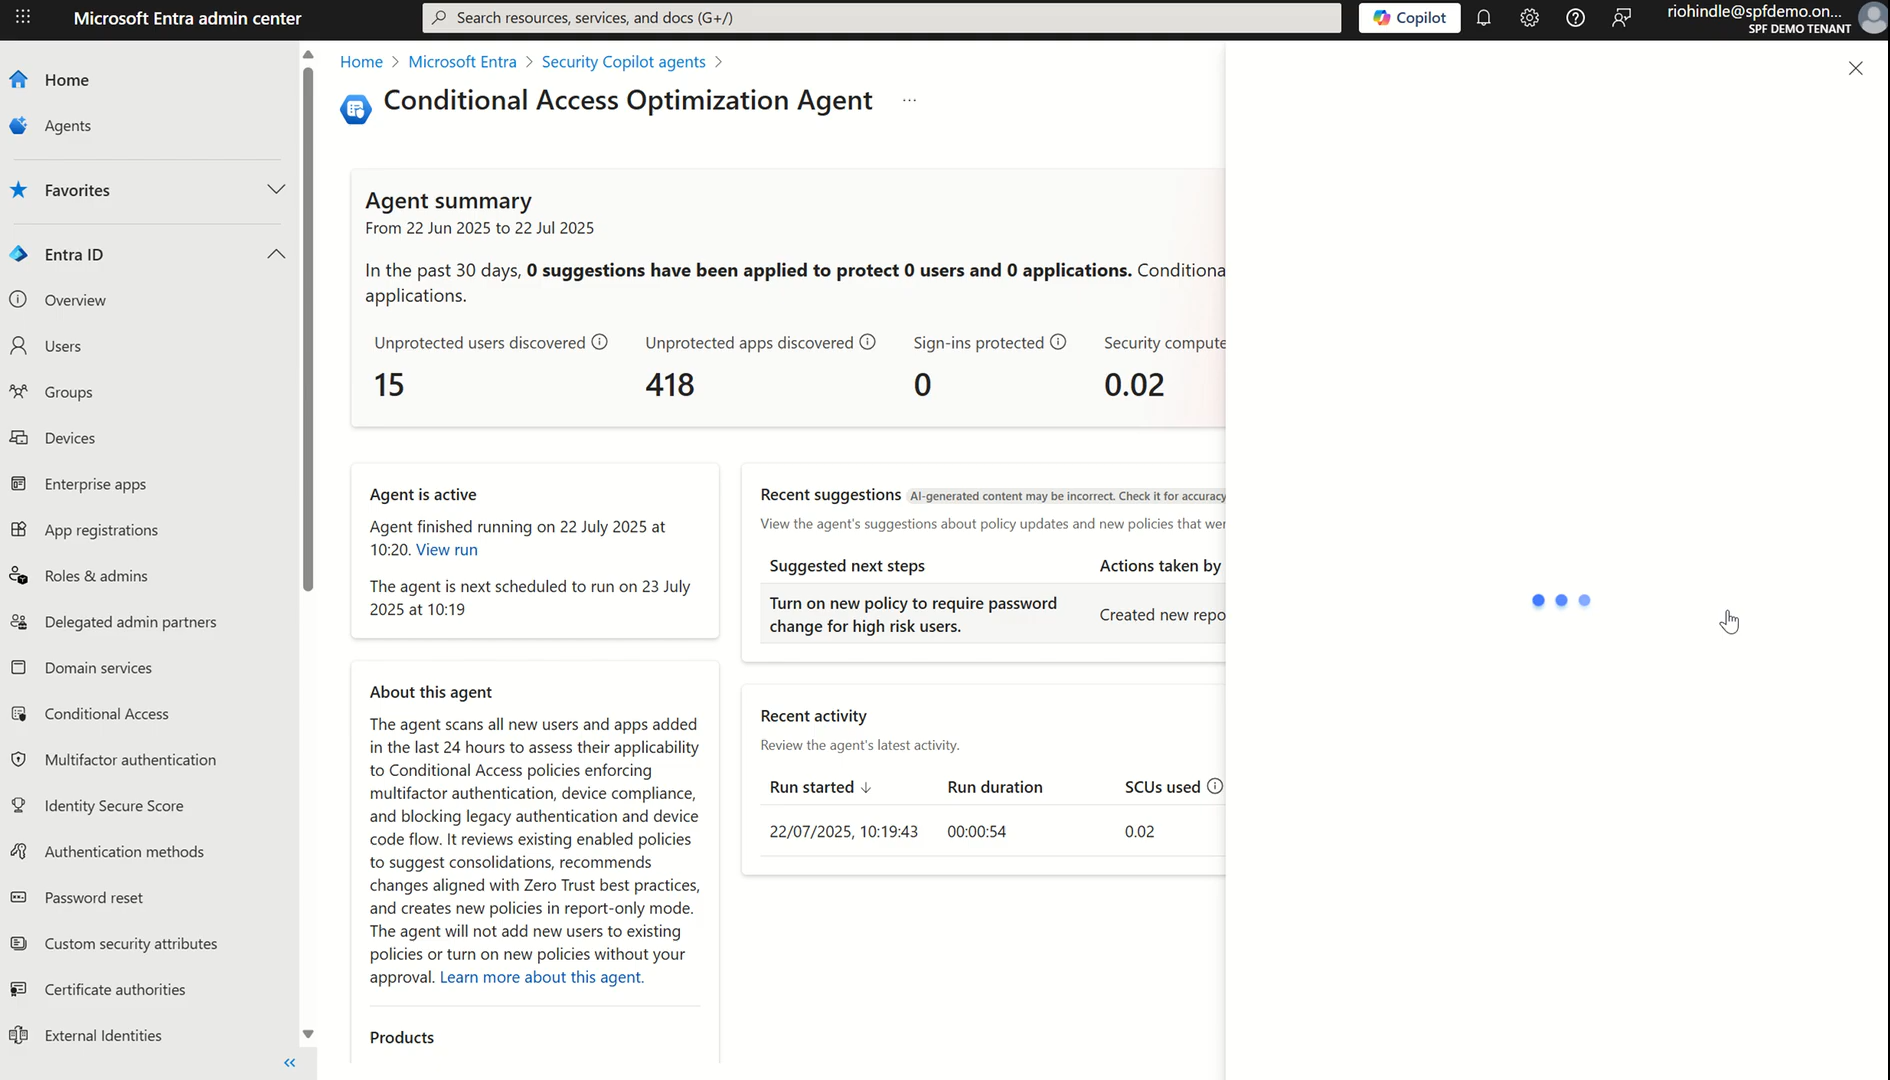 Microsoft Entra admin center
Search resources, services, and docs (G+/)
Copilot
riohindle@spfdemo.on...
SPF DEMO TENANT
Home
Agents
Favorites
Entra ID
Overview
Users
Groups
Devices
Enterprise apps
App registrations
Roles & admins
Delegated admin partners
Domain services
Conditional Access
Multifactor authentication
Identity Secure Score
Authentication methods
Password reset
Custom security attributes
Certificate authorities
External Identities
Home > Microsoft Entra > Security Copilot agents >
Conditional Access Optimization Agent ...
Agent summary
From 22 Jun 2025 to 22 Jul 2025
In the past 30 days, 0 suggestions have been applied to protect 0 users and 0 applications. Conditiona
applications.
Unprotected users discovered
15
Unprotected apps discovered
418
Sign-ins protected
0
Security compute
0.02
Agent is active
Agent finished running on 22 July 2025 at
10:20. View run
The agent is next scheduled to run on 23 July
2025 at 10:19
About this agent
The agent scans all new users and apps added
in the last 24 hours to assess their applicability
to Conditional Access policies enforcing
multifactor authentication, device compliance,
and blocking legacy authentication and device
code flow. It reviews existing enabled policies
to suggest consolidations, recommends
changes aligned with Zero Trust best practices,
and creates new policies in report-only mode.
The agent will not add new users to existing
policies or turn on new policies without your
approval. Learn more about this agent.
Products
Recent suggestions AI-generated content may be incorrect. Check it for accuracy
View the agent's suggestions about policy updates and new policies that wer
Suggested next steps
Actions taken by
Turn on new policy to require password
change for high risk users.
Created new repo
Recent activity
Review the agent's latest activity.
Run started ↓
Run duration
SCUs used
22/07/2025, 10:19:43
00:00:54
0.02